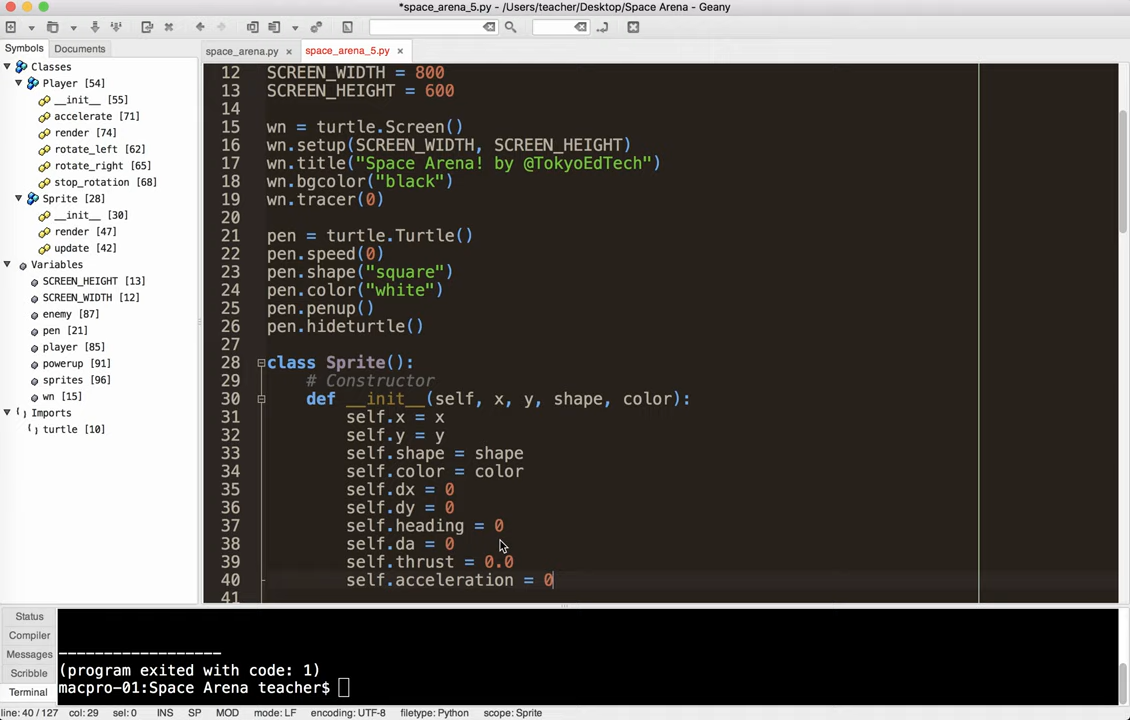 *space_arena_5.py - /Users/teacher/Desktop/Space Arena - Geany
Symbols Documents
space_arena.py × space_arena_5.py ×
Classes
Player [54]
__init__ [55]
accelerate [71]
render [74]
rotate_left [62]
rotate_right [65]
stop_rotation [68]
Sprite [28]
__init__ [30]
render [47]
update [42]
Variables
SCREEN_HEIGHT [13]
SCREEN_WIDTH [12]
enemy [87]
pen [21]
player [85]
powerup [91]
sprites [96]
wn [15]
Imports
turtle [10]
12 SCREEN_WIDTH = 800
13 SCREEN_HEIGHT = 600
14
15 wn = turtle.Screen()
16 wn.setup(SCREEN_WIDTH, SCREEN_HEIGHT)
17 wn.title("Space Arena! by @TokyoEdTech")
18 wn.bgcolor("black")
19 wn.tracer(0)
20
21 pen = turtle.Turtle()
22 pen.speed(0)
23 pen.shape("square")
24 pen.color("white")
25 pen.penup()
26 pen.hideturtle()
27
28 class Sprite():
29 # Constructor
30 def __init__(self, x, y, shape, color):
31 self.x = x
32 self.y = y
33 self.shape = shape
34 self.color = color
35 self.dx = 0
36 self.dy = 0
37 self.heading = 0
38 self.da = 0
39 self.thrust = 0.0
40 self.acceleration = 0
41
Status
Compiler
Messages
Scribble
Terminal
------------------
(program exited with code: 1)
macpro-01:Space Arena teacher$
line: 40 / 127 col: 29 sel: 0 INS SP MOD mode: LF encoding: UTF-8 filetype: Python scope: Sprite